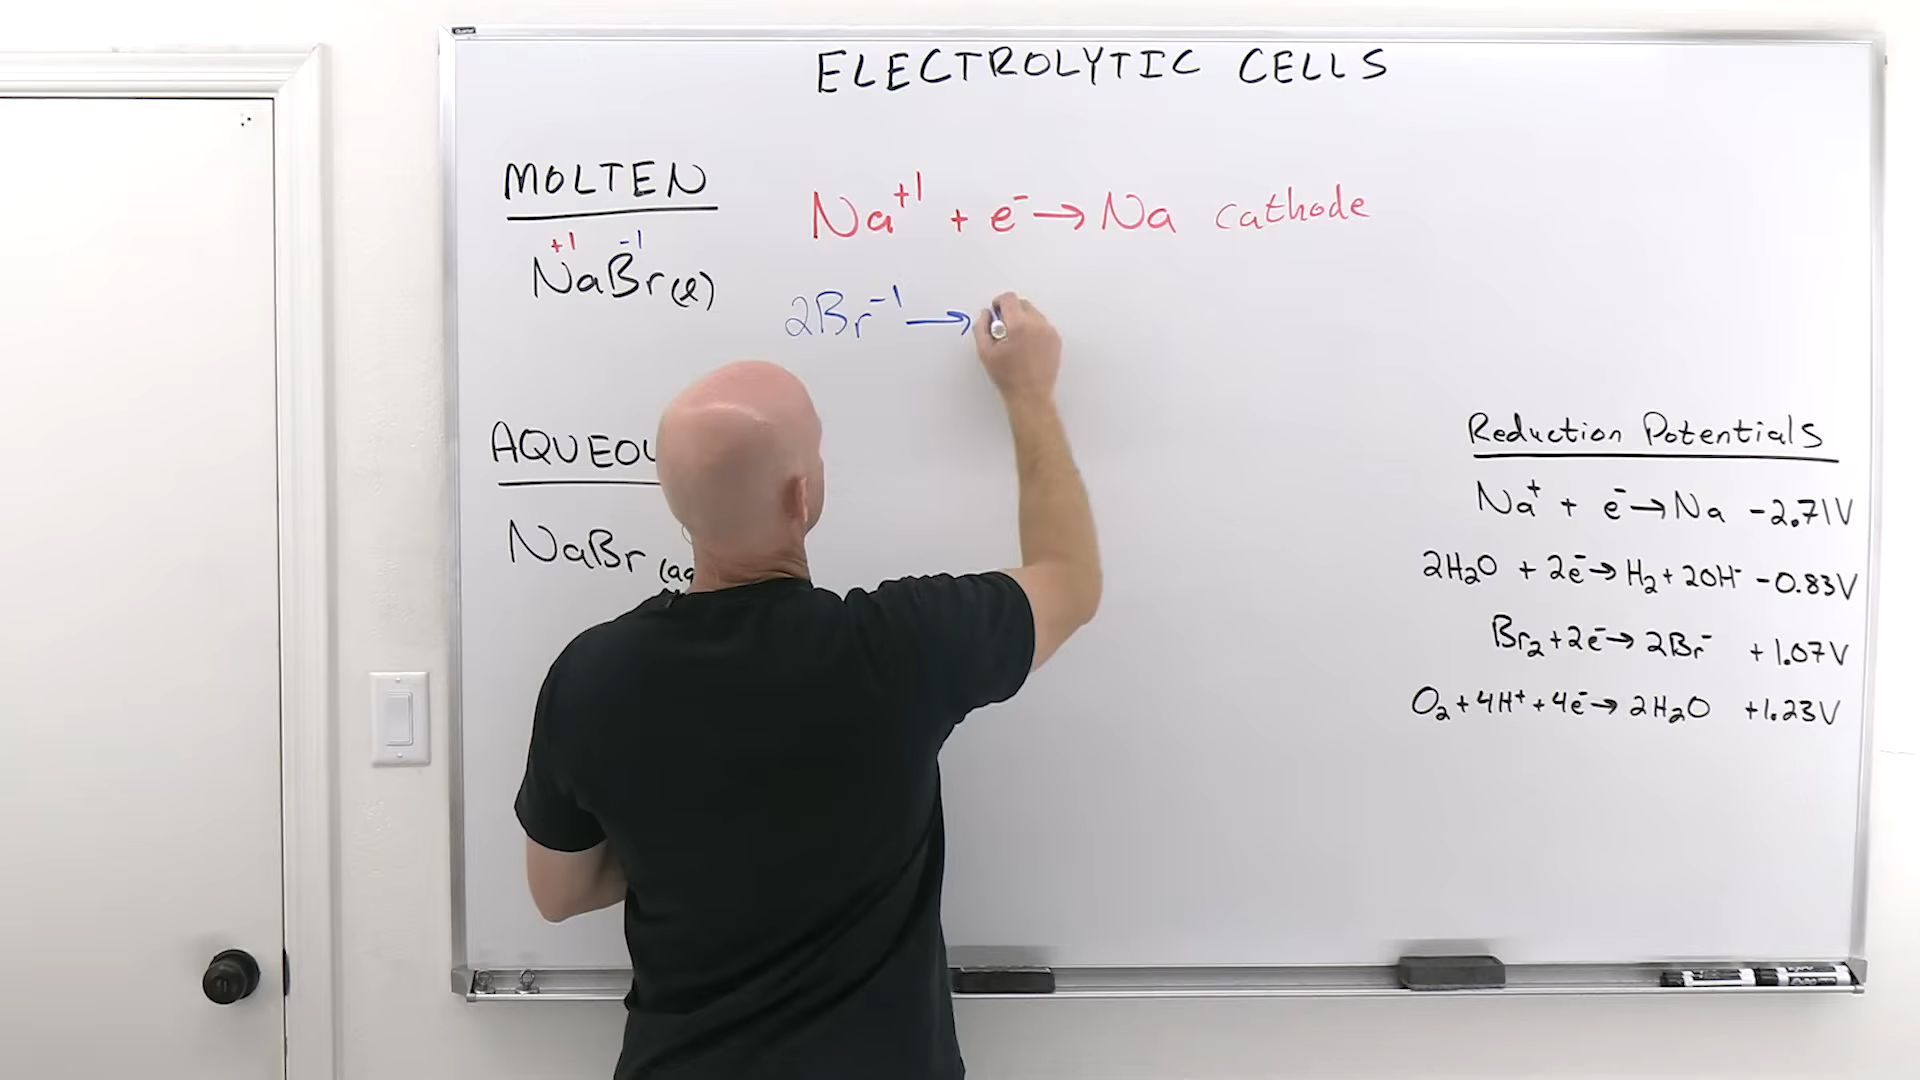 ELECTROLYTIC CELLS
MOLTEN
Na⁺¹ + e⁻ → Na cathode
+1 -1
NaBr(l)
2Br⁻¹ →
AQUEOU
NaBr (aq
Reduction Potentials
Na⁺ + e⁻ → Na -2.71V
2H₂O + 2e⁻ → H₂ + 2OH⁻ -0.83V
Br₂ + 2e⁻ → 2Br⁻ +1.07V
O₂ + 4H⁺ + 4e⁻ → 2H₂O +1.23V